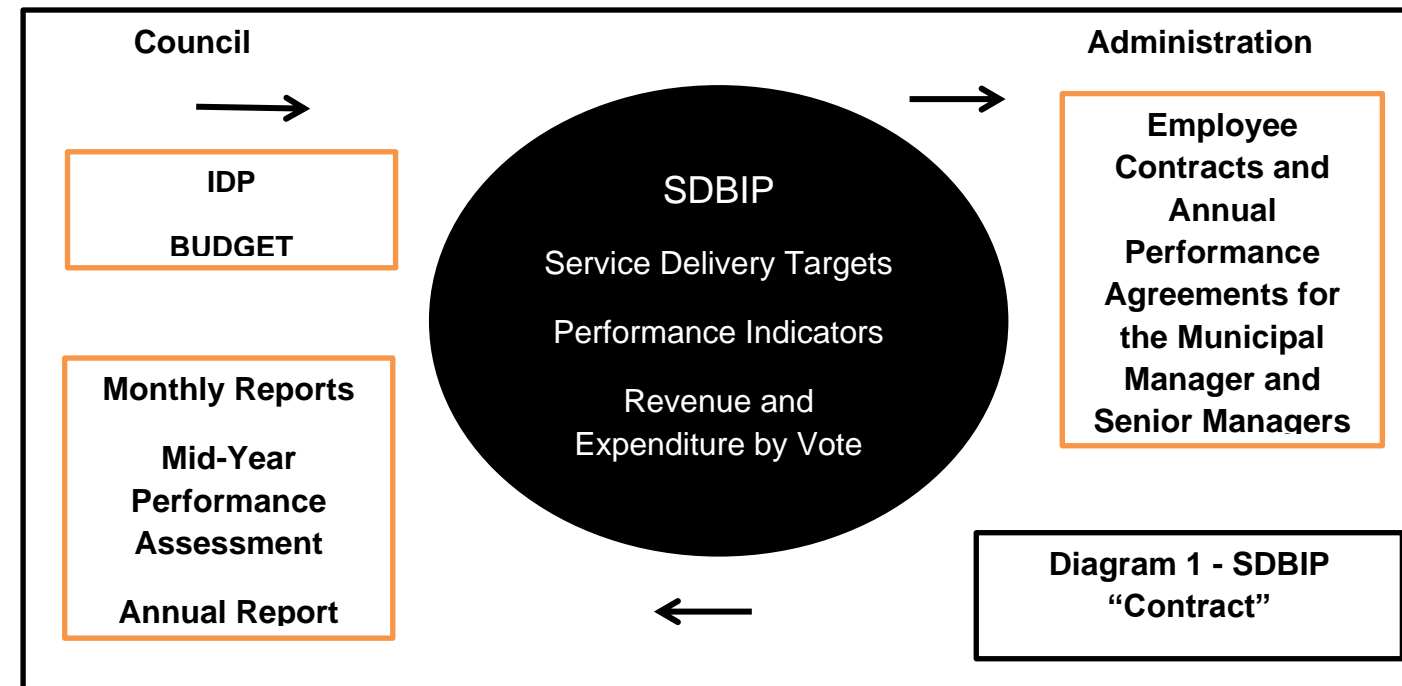 Council
Administration
IDP
BUDGET
Monthly Reports
Mid-Year
Performance
Assessment
Annual Report
SDBIP
Service Delivery Targets
Performance Indicators
Revenue and
Expenditure by Vote
Employee
Contracts and
Annual
Performance
Agreements for
the Municipal
Manager and
Senior Managers
Diagram 1 - SDBIP
“Contract”